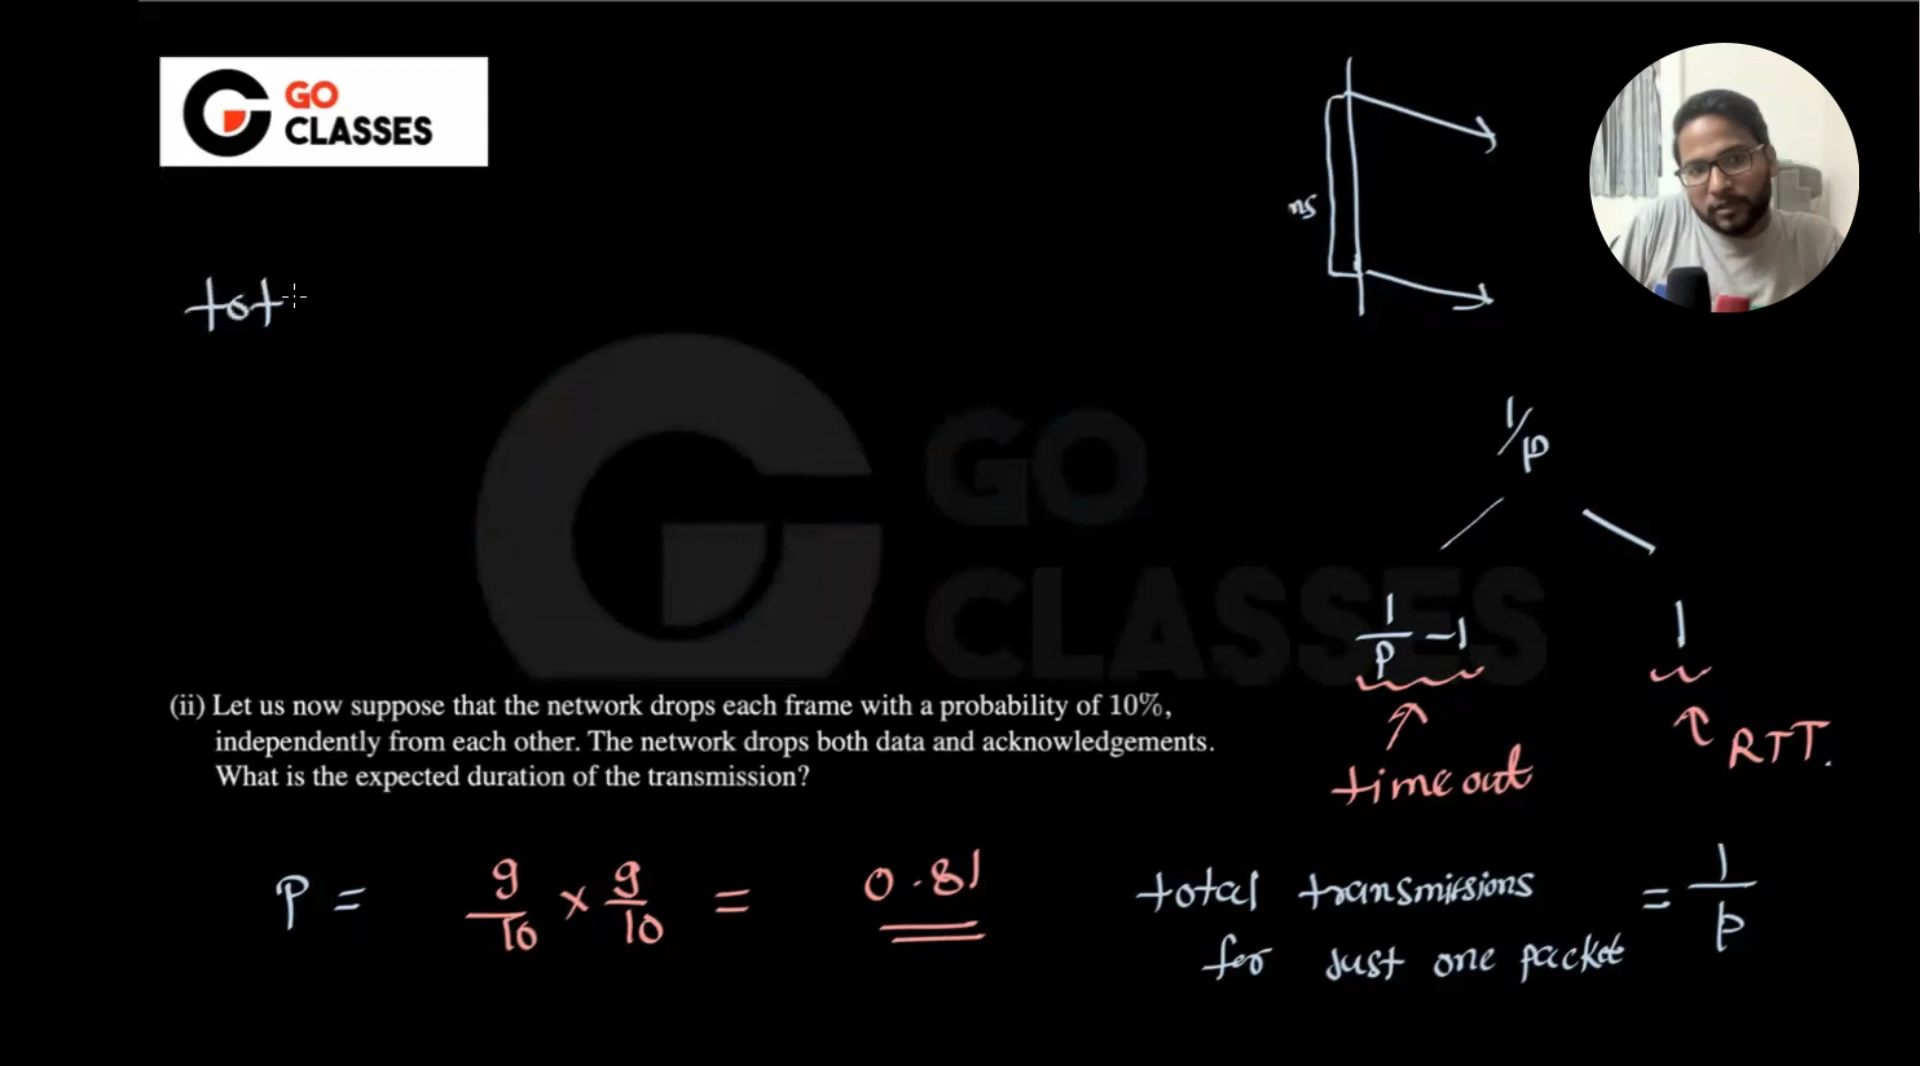 GO
CLASSES
ns
tot
1/p
GO
CLASSES
1/p - 1
1
(ii) Let us now suppose that the network drops each frame with a probability of 10%,
independently from each other. The network drops both data and acknowledgements.
What is the expected duration of the transmission?
RTT.
time out
P = 9/10 × 9/10 = 0.81
total transmissions = 1/p
for just one packet